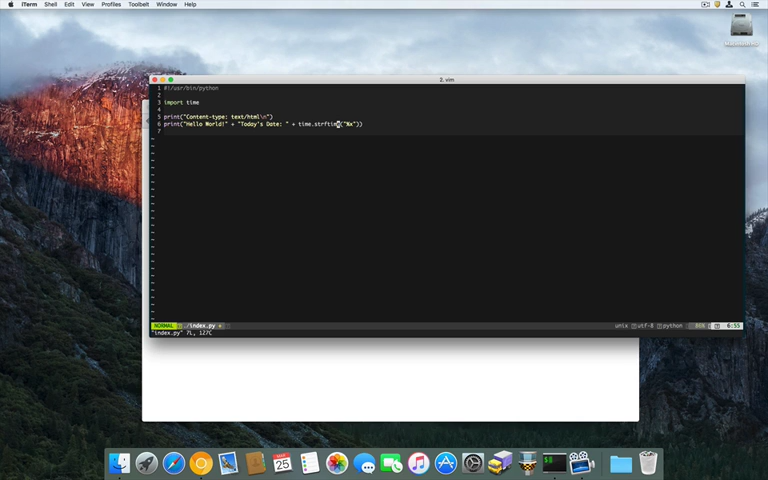 iTerm Shell Edit View Profiles Toolbelt Window Help
2. vim
1 #!/usr/bin/python
2
3 import time
4
5 print("Content-type: text/html\n")
6 print("Hello World!" + "Today's Date: " + time.strftime("%x"))
7
NORMAL ./index.py + unix utf-8 python 6:55
"index.py" 7L, 127C
25